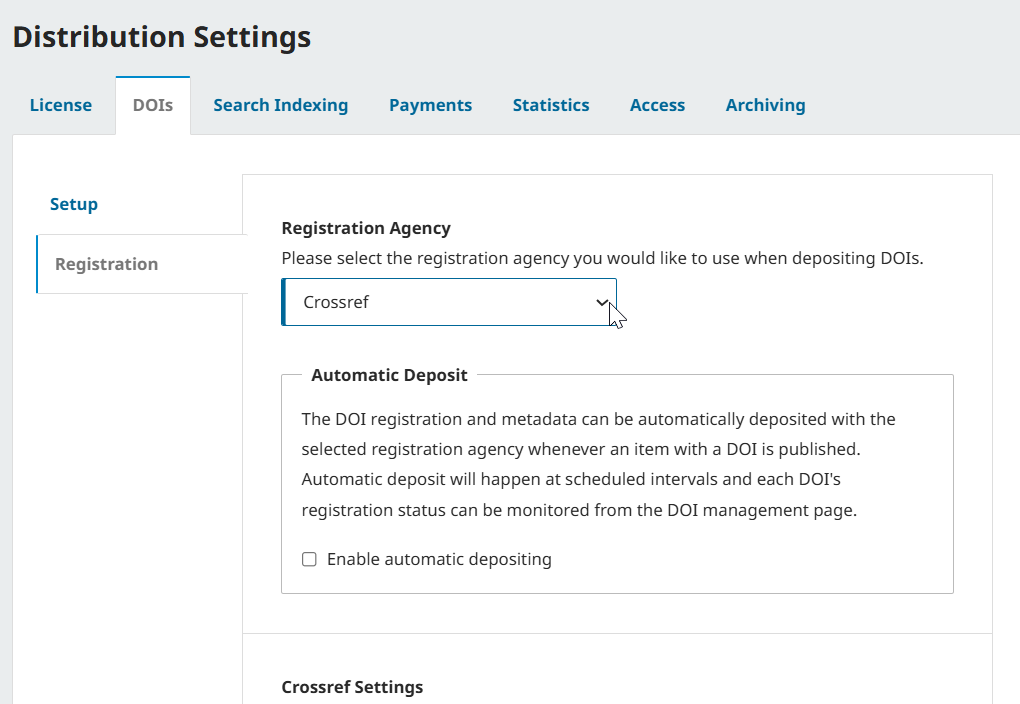 Distribution Settings
License DOIs Search Indexing Payments Statistics Access Archiving
Setup
Registration
Registration Agency
Please select the registration agency you would like to use when depositing DOIs.
Crossref
Automatic Deposit
The DOI registration and metadata can be automatically deposited with the
selected registration agency whenever an item with a DOI is published.
Automatic deposit will happen at scheduled intervals and each DOI's
registration status can be monitored from the DOI management page.
Enable automatic depositing
Crossref Settings